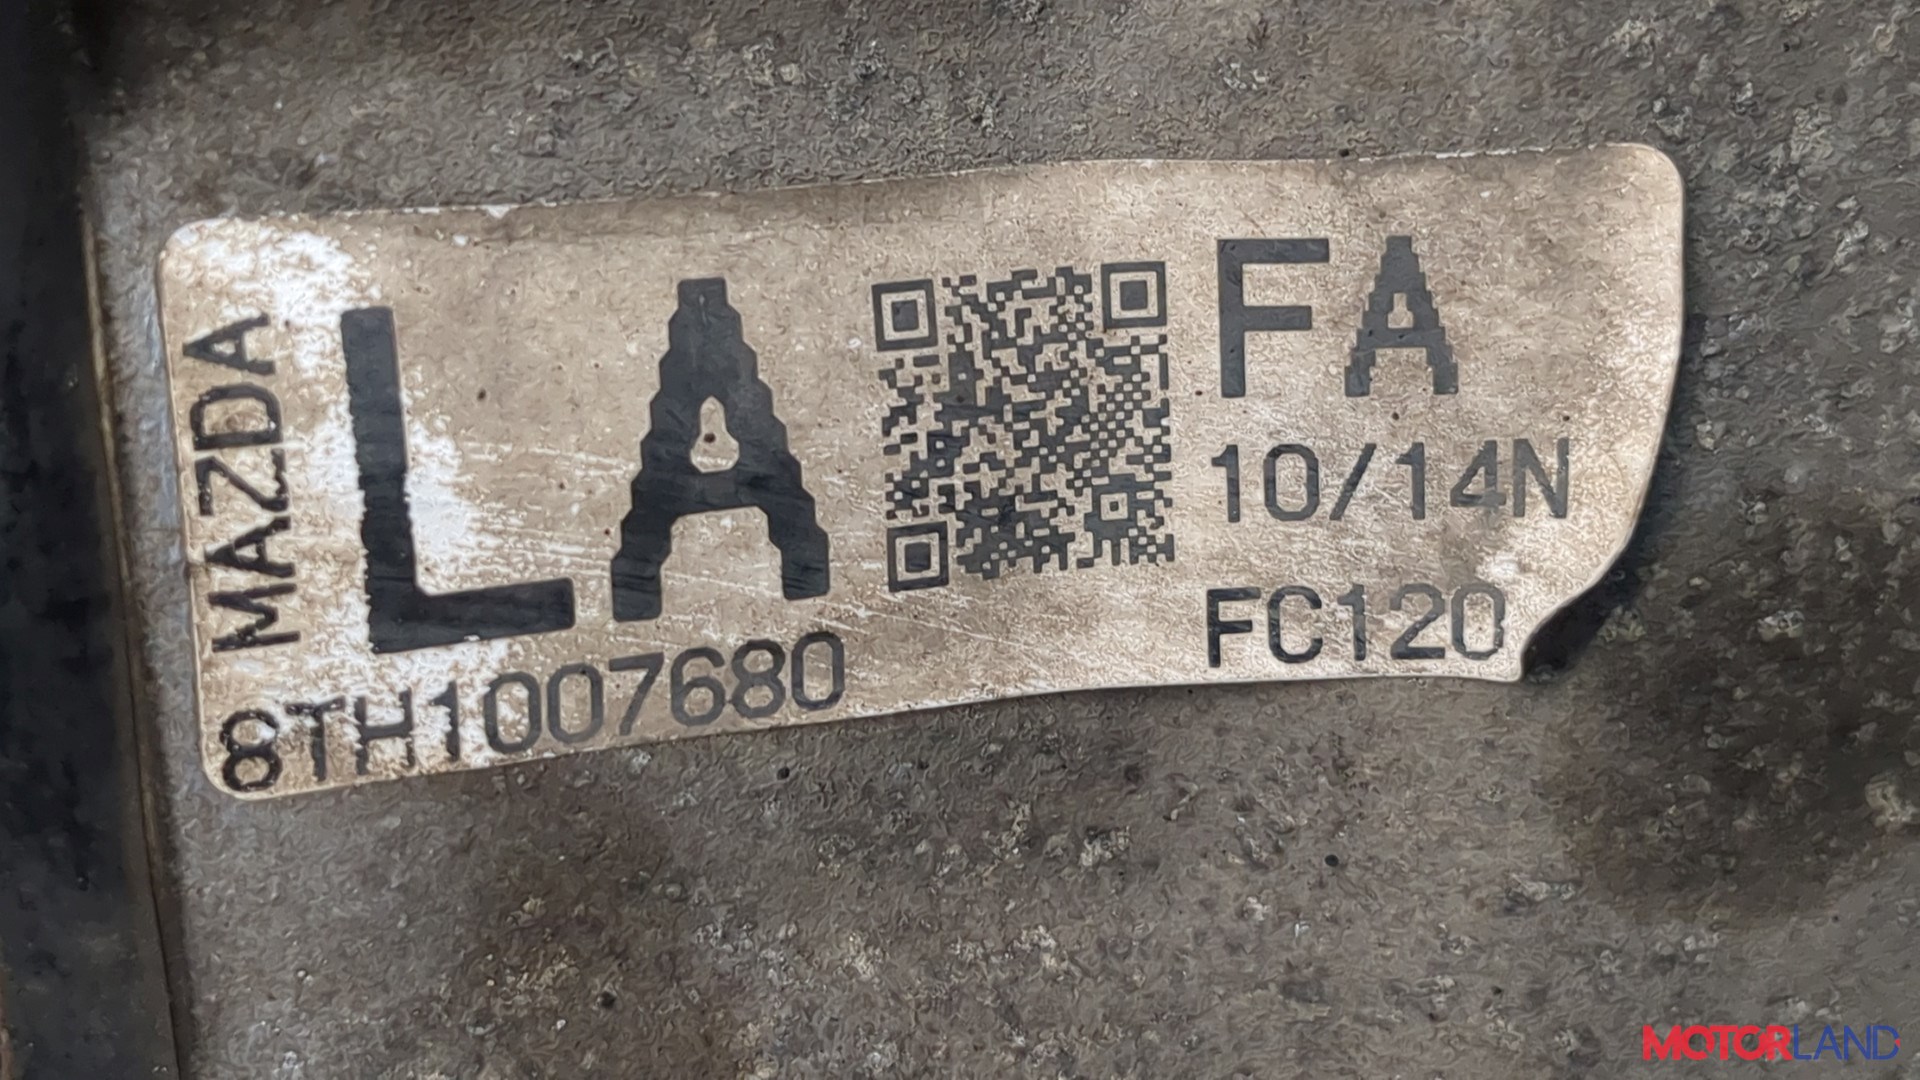 MAZDA
LA
8TH1007680
FA
10/14N
FC120
MOTORLAND